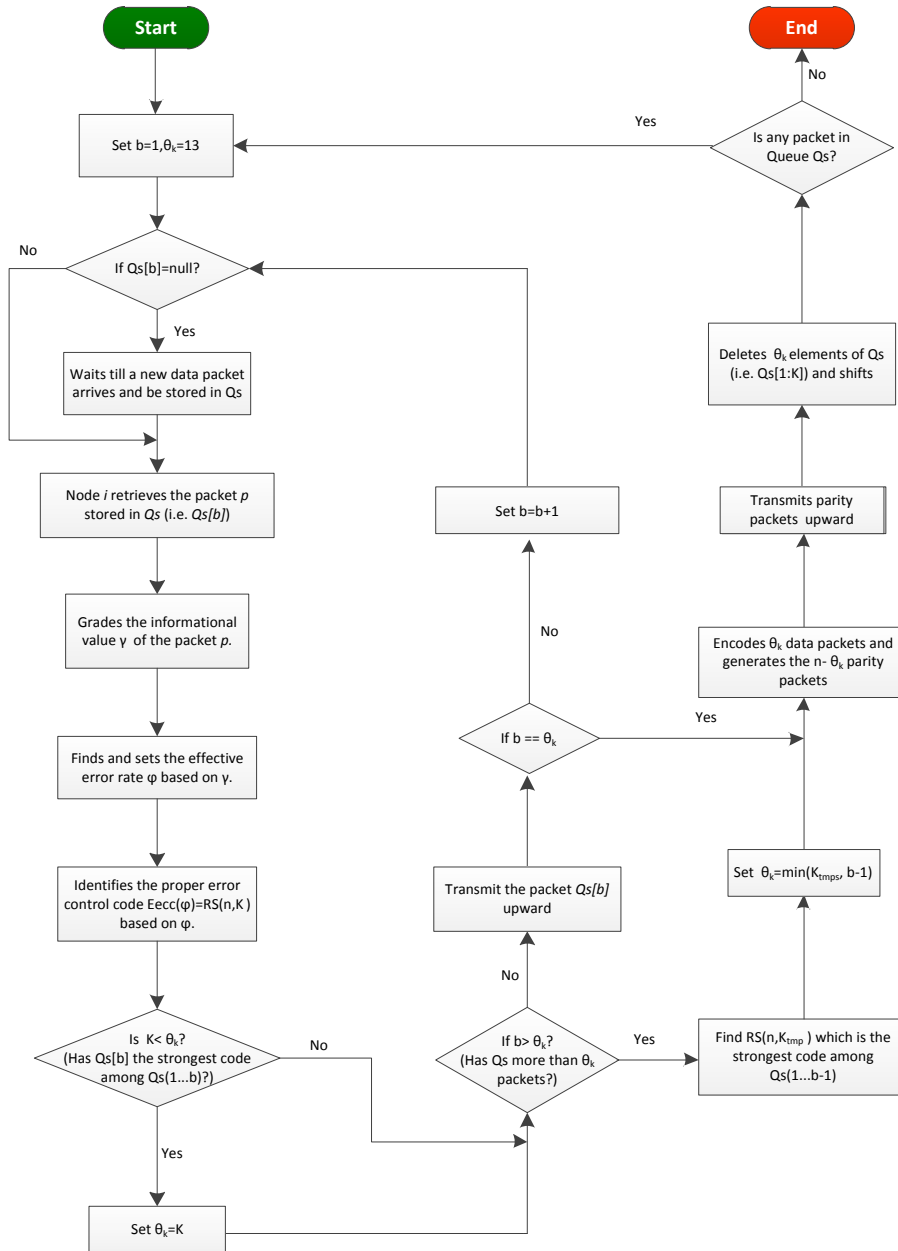 Start
Set b=1,θk=13
If Qs[b]=null?
No
Yes
Waits till a new data packet
arrives and be stored in Qs
Node i retrieves the packet p
stored in Qs (i.e. Qs[b])
Grades the informational
value γ of the packet p.
Finds and sets the effective
error rate φ based on γ.
Identifies the proper error
control code Eecc(φ)=RS(n,K )
based on φ.
Is K< θk?
(Has Qs[b] the strongest code
among Qs(1...b)?)
No
Yes
Set θk=K
If b> θk?
(Has Qs more than θk
packets?)
No
Yes
Transmit the packet Qs[b]
upward
If b == θk
No
Yes
Set b=b+1
Find RS(n,Ktmp ) which is the
strongest code among
Qs(1...b-1)
Set θk=min(Ktmps, b-1)
Encodes θk data packets and
generates the n- θk parity
packets
Transmits parity
packets upward
Deletes θk elements of Qs
(i.e. Qs[1:K]) and shifts
Is any packet in
Queue Qs?
Yes
No
End